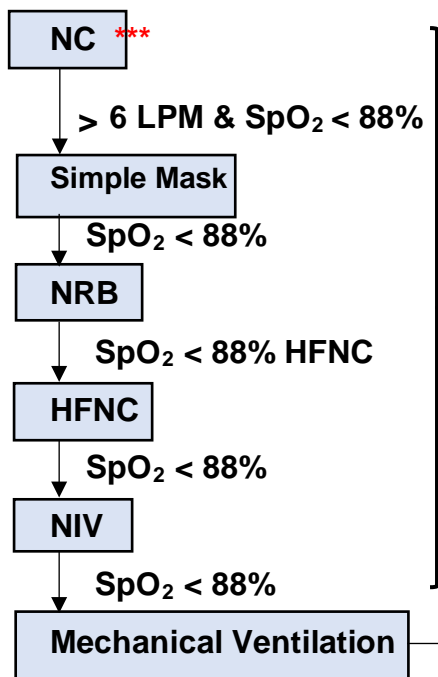 NC ***
> 6 LPM & SpO₂ < 88%
Simple Mask
SpO₂ < 88%
NRB
SpO₂ < 88% HFNC
HFNC
SpO₂ < 88%
NIV
SpO₂ < 88%
Mechanical Ventilation